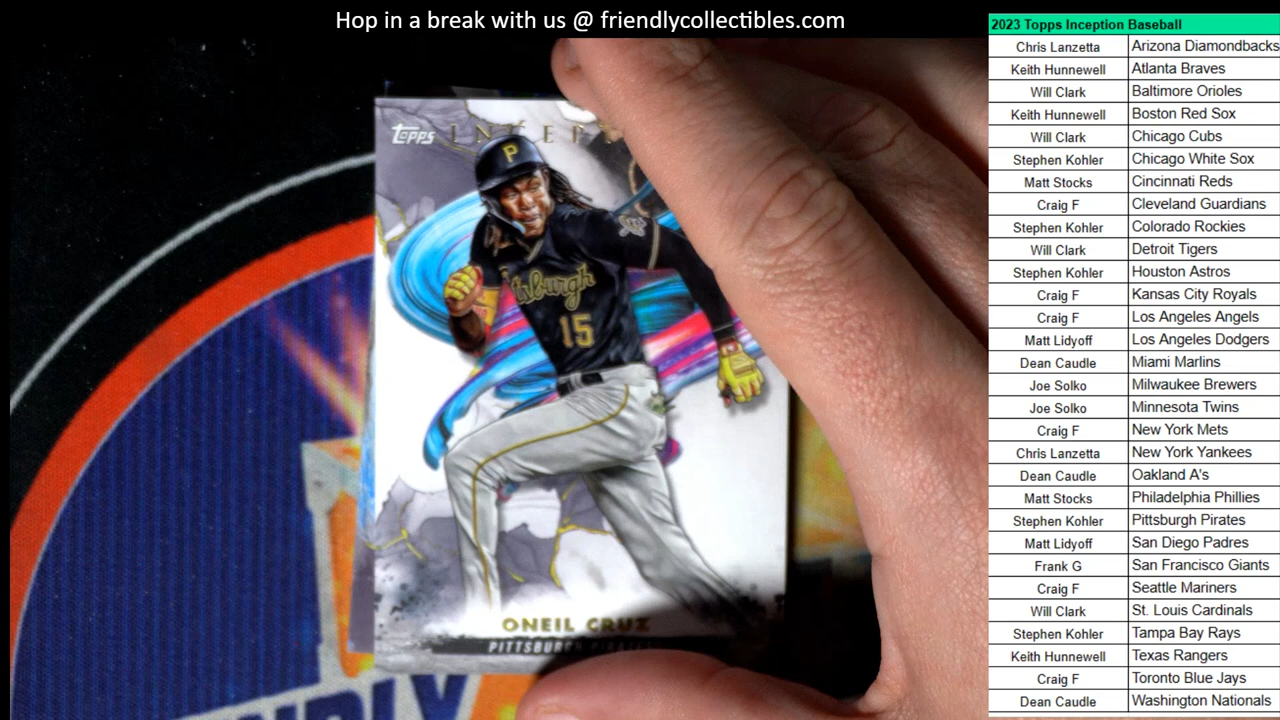 Hop in a break with us @ friendlycollectibles.com
2023 Topps Inception Baseball
Chris Lanzetta Arizona Diamondbacks
Keith Hunnewell Atlanta Braves
Will Clark Baltimore Orioles
Keith Hunnewell Boston Red Sox
Will Clark Chicago Cubs
Stephen Kohler Chicago White Sox
Matt Stocks Cincinnati Reds
Craig F Cleveland Guardians
Stephen Kohler Colorado Rockies
Will Clark Detroit Tigers
Stephen Kohler Houston Astros
Craig F Kansas City Royals
Craig F Los Angeles Angels
Matt Lidyoff Los Angeles Dodgers
Dean Caudle Miami Marlins
Joe Solko Milwaukee Brewers
Joe Solko Minnesota Twins
Craig F New York Mets
Chris Lanzetta New York Yankees
Dean Caudle Oakland A's
Matt Stocks Philadelphia Phillies
Stephen Kohler Pittsburgh Pirates
Matt Lidyoff San Diego Padres
Frank G San Francisco Giants
Craig F Seattle Mariners
Will Clark St. Louis Cardinals
Stephen Kohler Tampa Bay Rays
Keith Hunnewell Texas Rangers
Craig F Toronto Blue Jays
Dean Caudle Washington Nationals
Topps INCEP
P
sburgh
15
ONEIL CRUZ
PITTSBURGH PIRATES